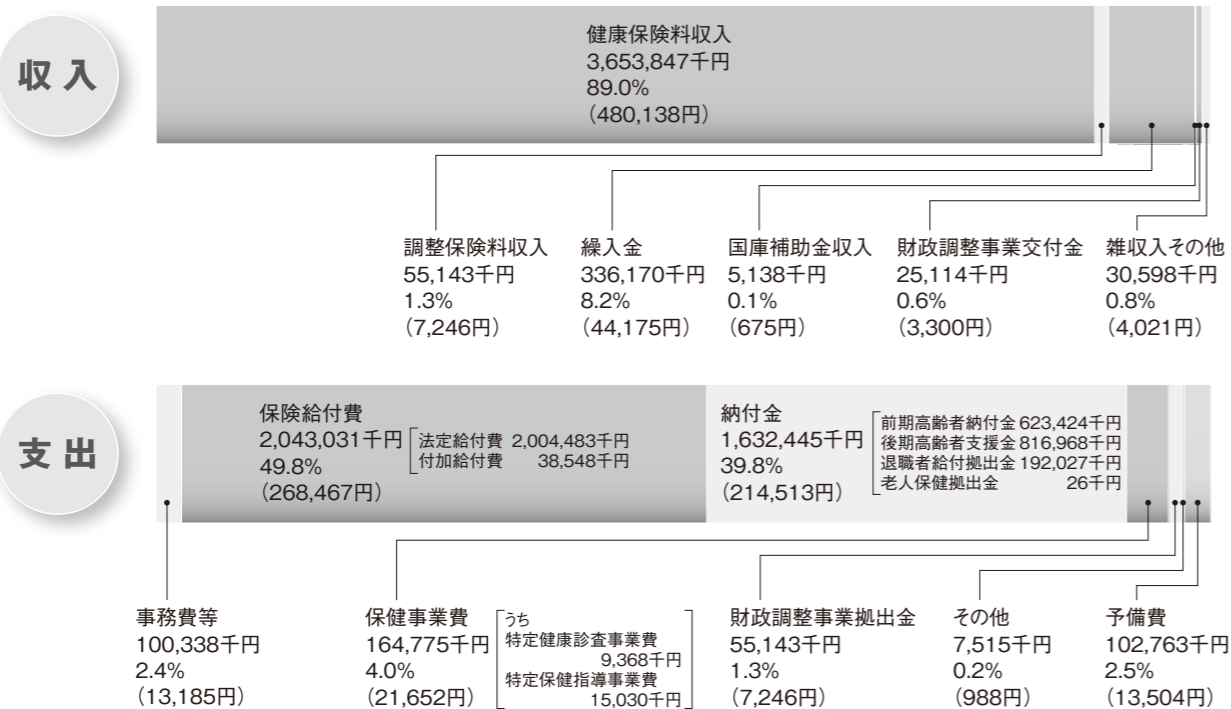 収 入
健康保険料収入
3,653,847千円
89.0%
(480,138円)
調整保険料収入
55,143千円
1.3%
(7,246円)
繰入金
336,170千円
8.2%
(44,175円)
国庫補助金収入
5,138千円
0.1%
(675円)
財政調整事業交付金
25,114千円
0.6%
(3,300円)
雑収入その他
30,598千円
0.8%
(4,021円)
支 出
保険給付費
2,043,031千円
49.8%
(268,467円)
法定給付費 2,004,483千円
付加給付費 38,548千円
納付金
1,632,445千円
39.8%
(214,513円)
前期高齢者納付金 623,424千円
後期高齢者支援金 816,968千円
退職者給付拠出金 192,027千円
老人保健拠出金 26千円
事務費等
100,338千円
2.4%
(13,185円)
保健事業費
164,775千円
4.0%
(21,652円)
うち
特定健康診査事業費
9,368千円
特定保健指導事業費
15,030千円
財政調整事業拠出金
55,143千円
1.3%
(7,246円)
その他
7,515千円
0.2%
(988円)
予備費
102,763千円
2.5%
(13,504円)